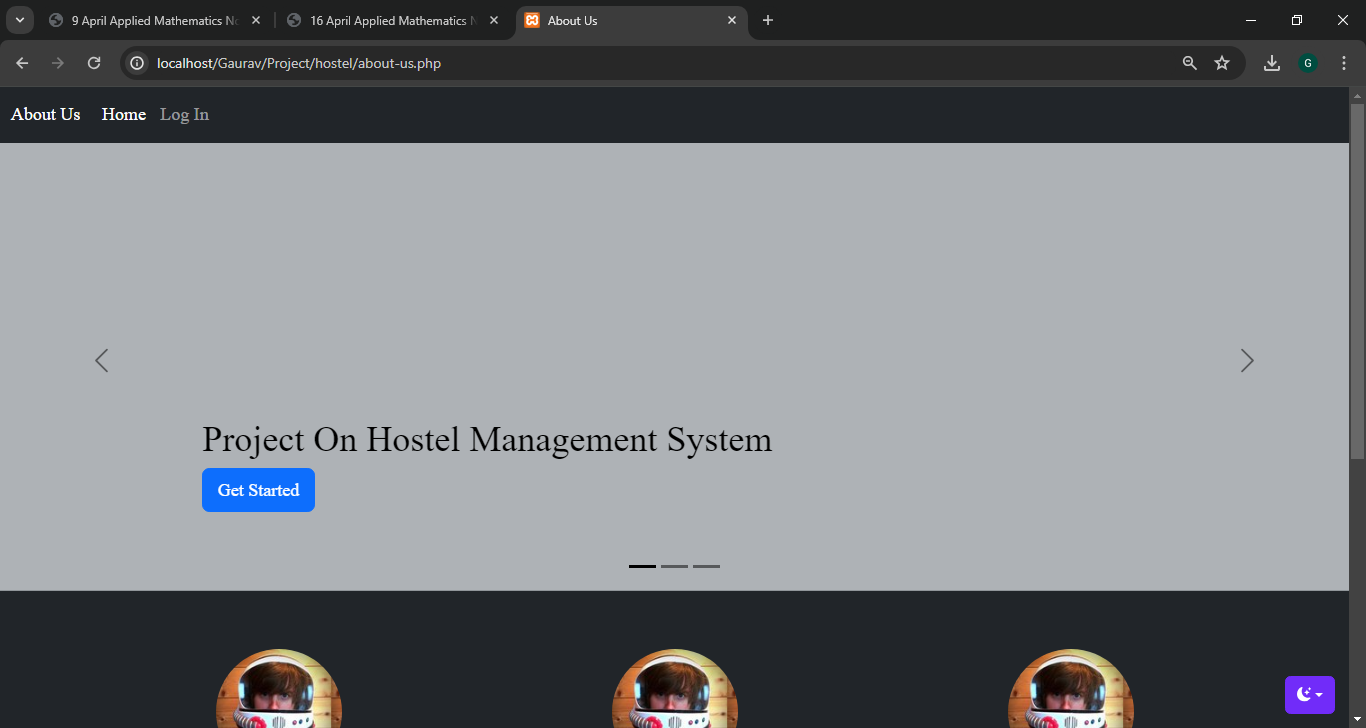 9 April Applied Mathematics No
16 April Applied Mathematics N
About Us
localhost/Gaurav/Project/hostel/about-us.php
G
About Us Home Log In
Project On Hostel Management System
Get Started